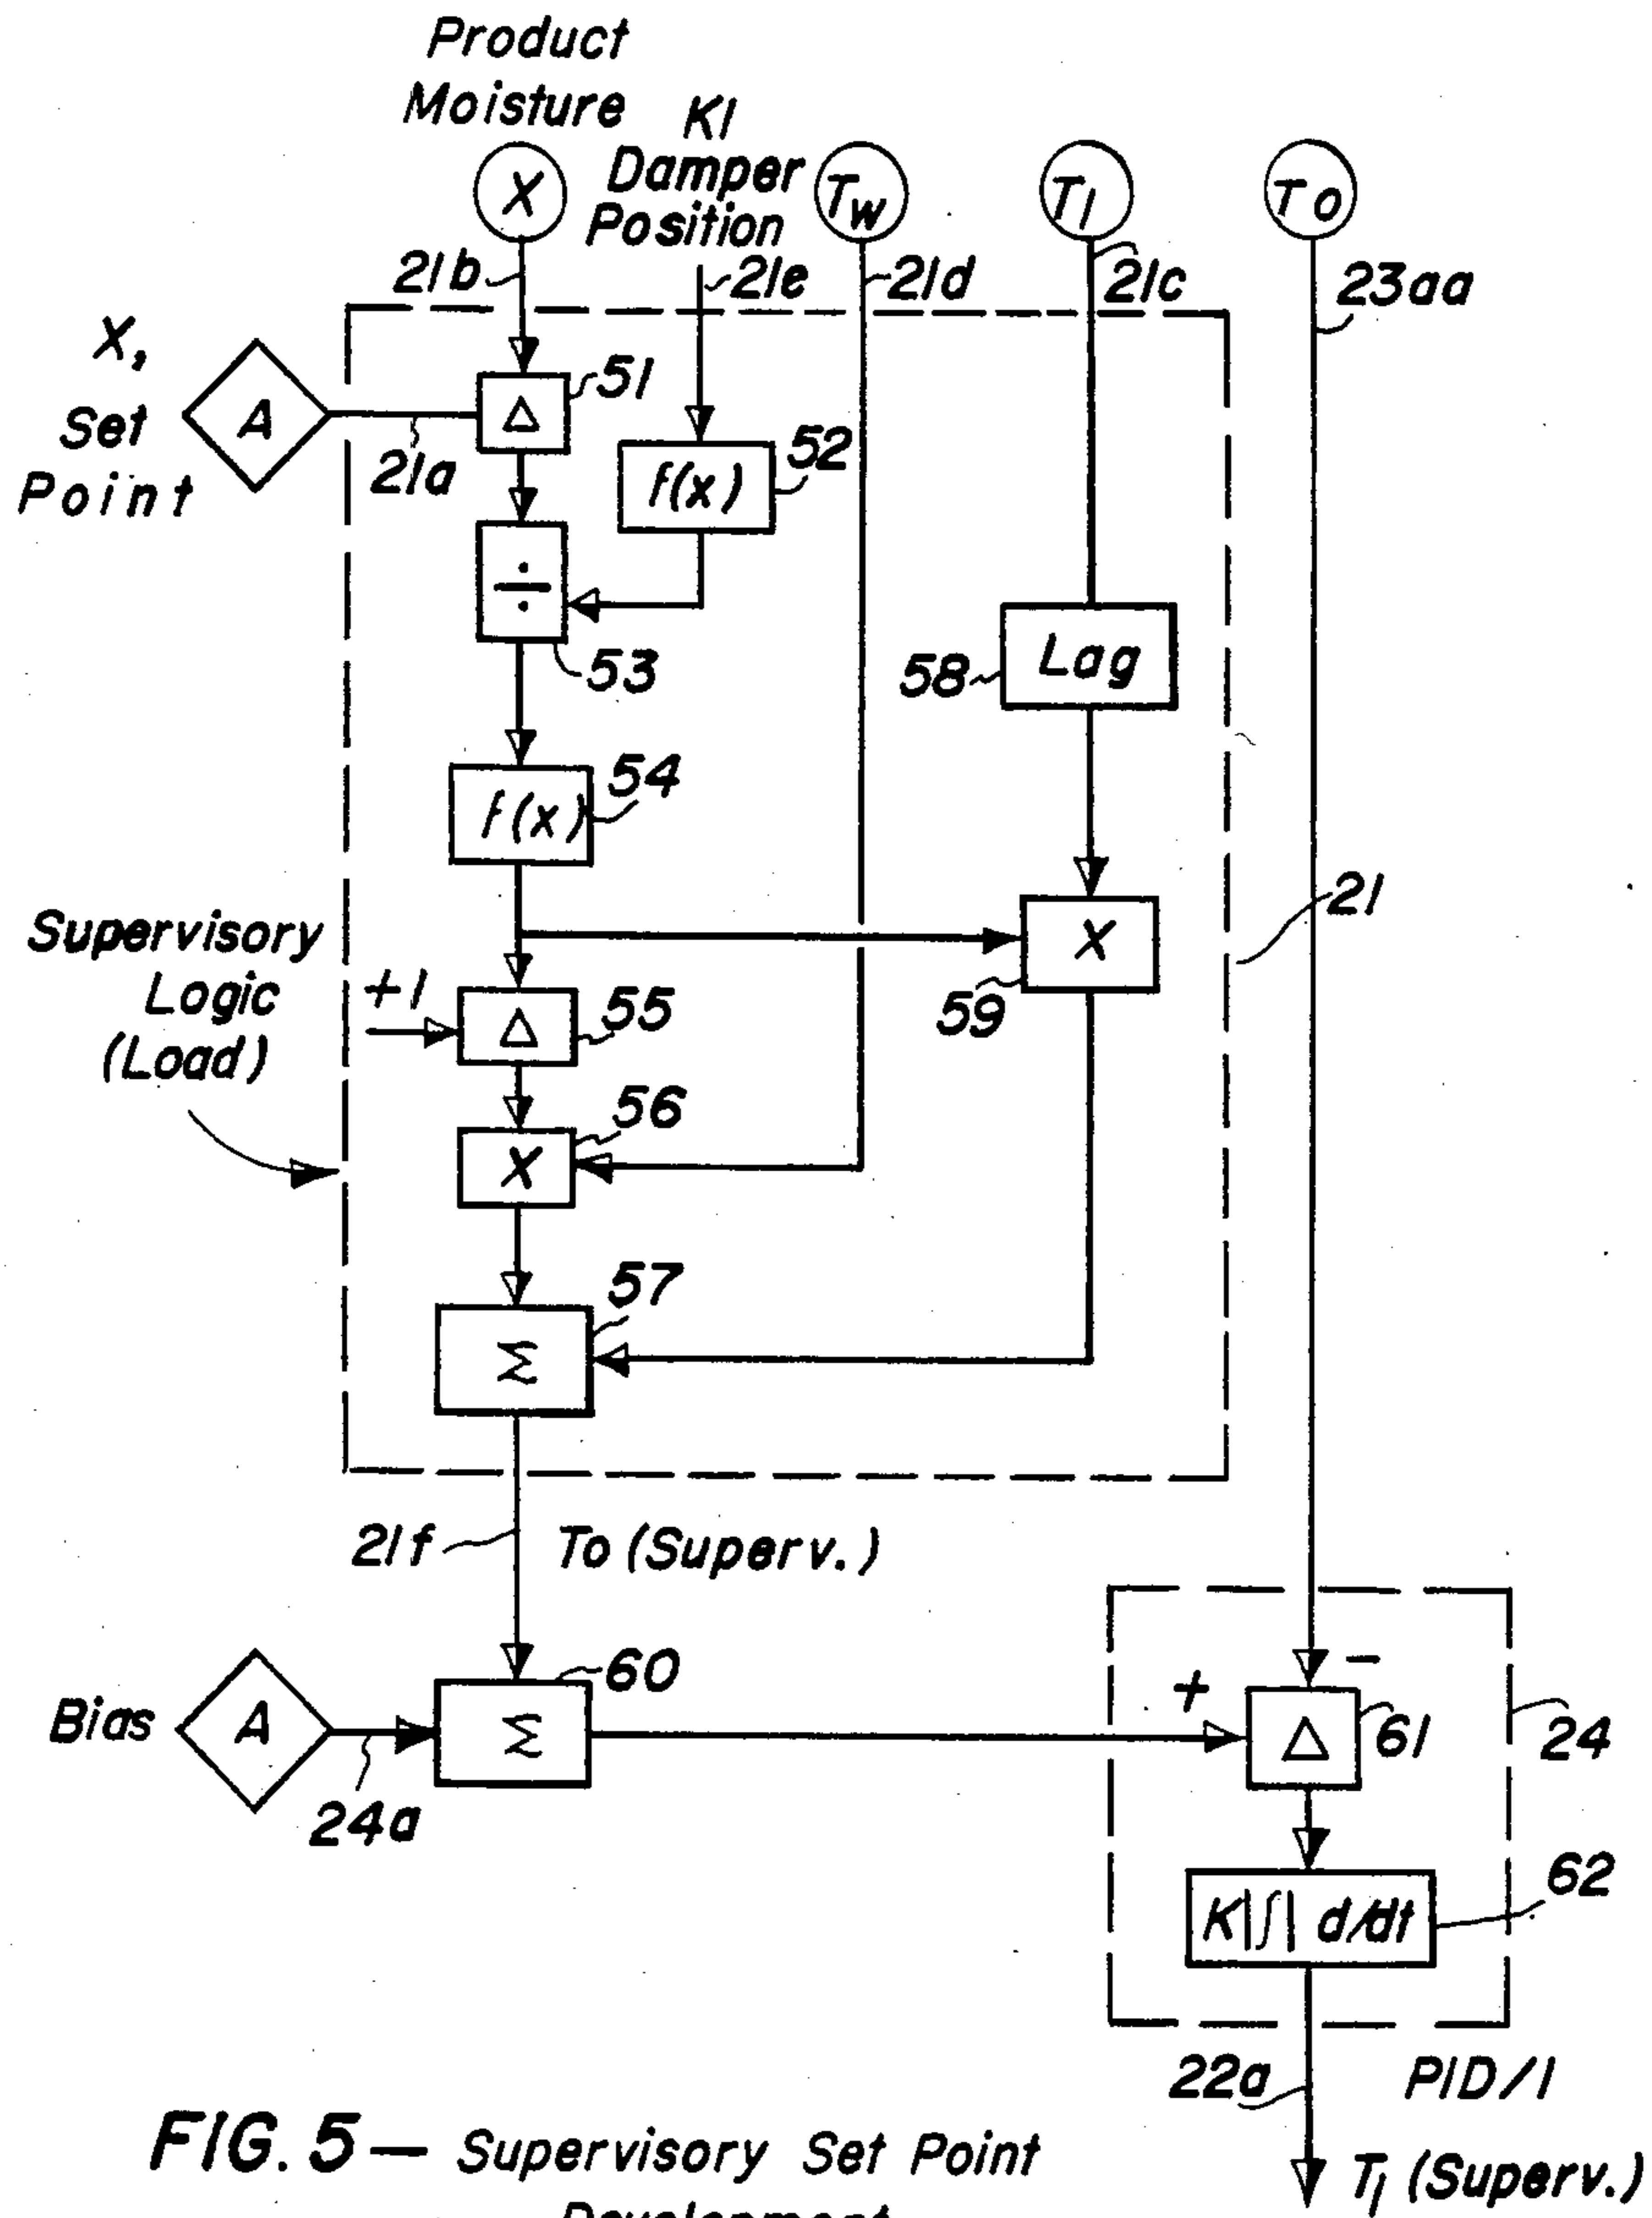 Product
Moisture
K1
Damper
Position
X
Tw
T1
To
21b
21e
21d
21c
23aa
X,
Set
Point
A
21a
Δ
51
f(x)
52
÷
53
Lag
58
f(x)
54
21
Supervisory
Logic
(Load)
+1
Δ
55
X
59
X
56
Σ
57
21f
To (Superv.)
Bias
A
24a
Σ
60
+
−
Δ
61
24
K|∫| d/dt
62
22a
PID/1
T1 (Superv.)
FIG. 5 — Supervisory Set Point
Development